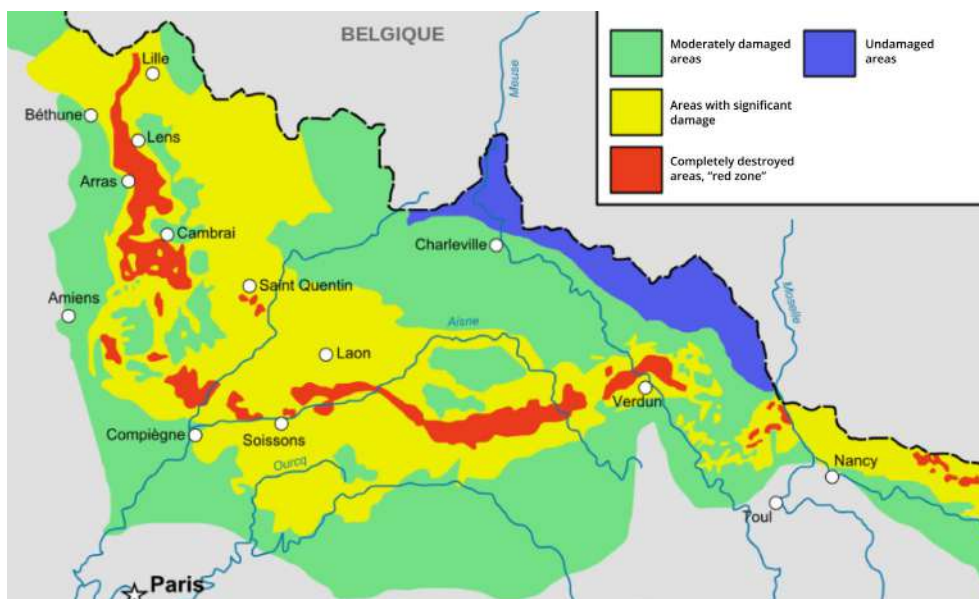 BELGIQUE
Meuse
Moderately damaged
areas
Undamaged
areas
Areas with significant
damage
Completely destroyed
areas, “red zone”
Lille
Béthune
Lens
Arras
Cambrai
Charleville
Saint Quentin
Amiens
Moselle
Aisne
Laon
Verdun
Compiègne
Soissons
Ourcq
Nancy
Toul
Paris